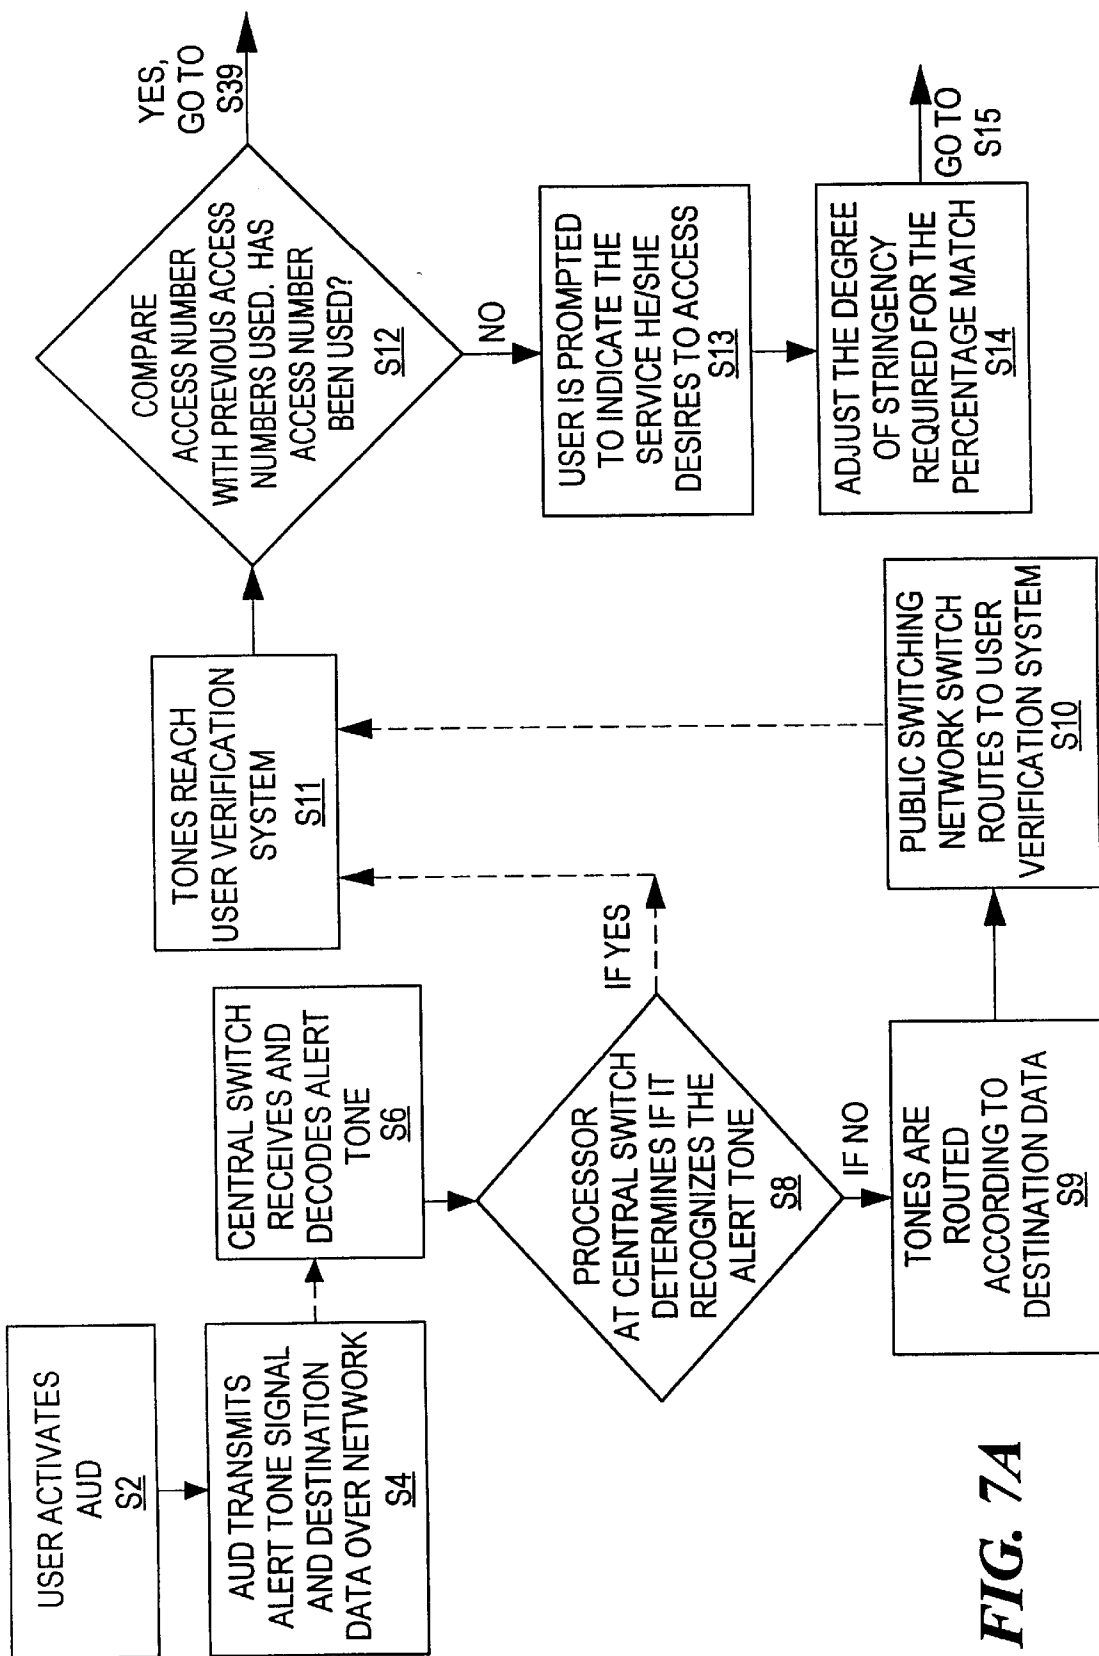 USER ACTIVATES
AUD
S2
AUD TRANSMITS
ALERT TONE SIGNAL
AND DESTINATION
DATA OVER NETWORK
S4
CENTRAL SWITCH
RECEIVES AND
DECODES ALERT
TONE
S6
PROCESSOR
AT CENTRAL SWITCH
DETERMINES IF IT
RECOGNIZES THE
ALERT TONE
S8
IF YES
IF NO
TONES ARE
ROUTED
ACCORDING TO
DESTINATION DATA
S9
PUBLIC SWITCHING
NETWORK SWITCH
ROUTES TO USER
VERIFICATION SYSTEM
S10
TONES REACH
USER VERIFICATION
SYSTEM
S11
COMPARE
ACCESS NUMBER
WITH PREVIOUS ACCESS
NUMBERS USED. HAS
ACCESS NUMBER
BEEN USED?
S12
YES,
GO TO
S39
NO
USER IS PROMPTED
TO INDICATE THE
SERVICE HE/SHE
DESIRES TO ACCESS
S13
ADJUST THE DEGREE
OF STRINGENCY
REQUIRED FOR THE
PERCENTAGE MATCH
S14
GO TO
S15
FIG. 7A